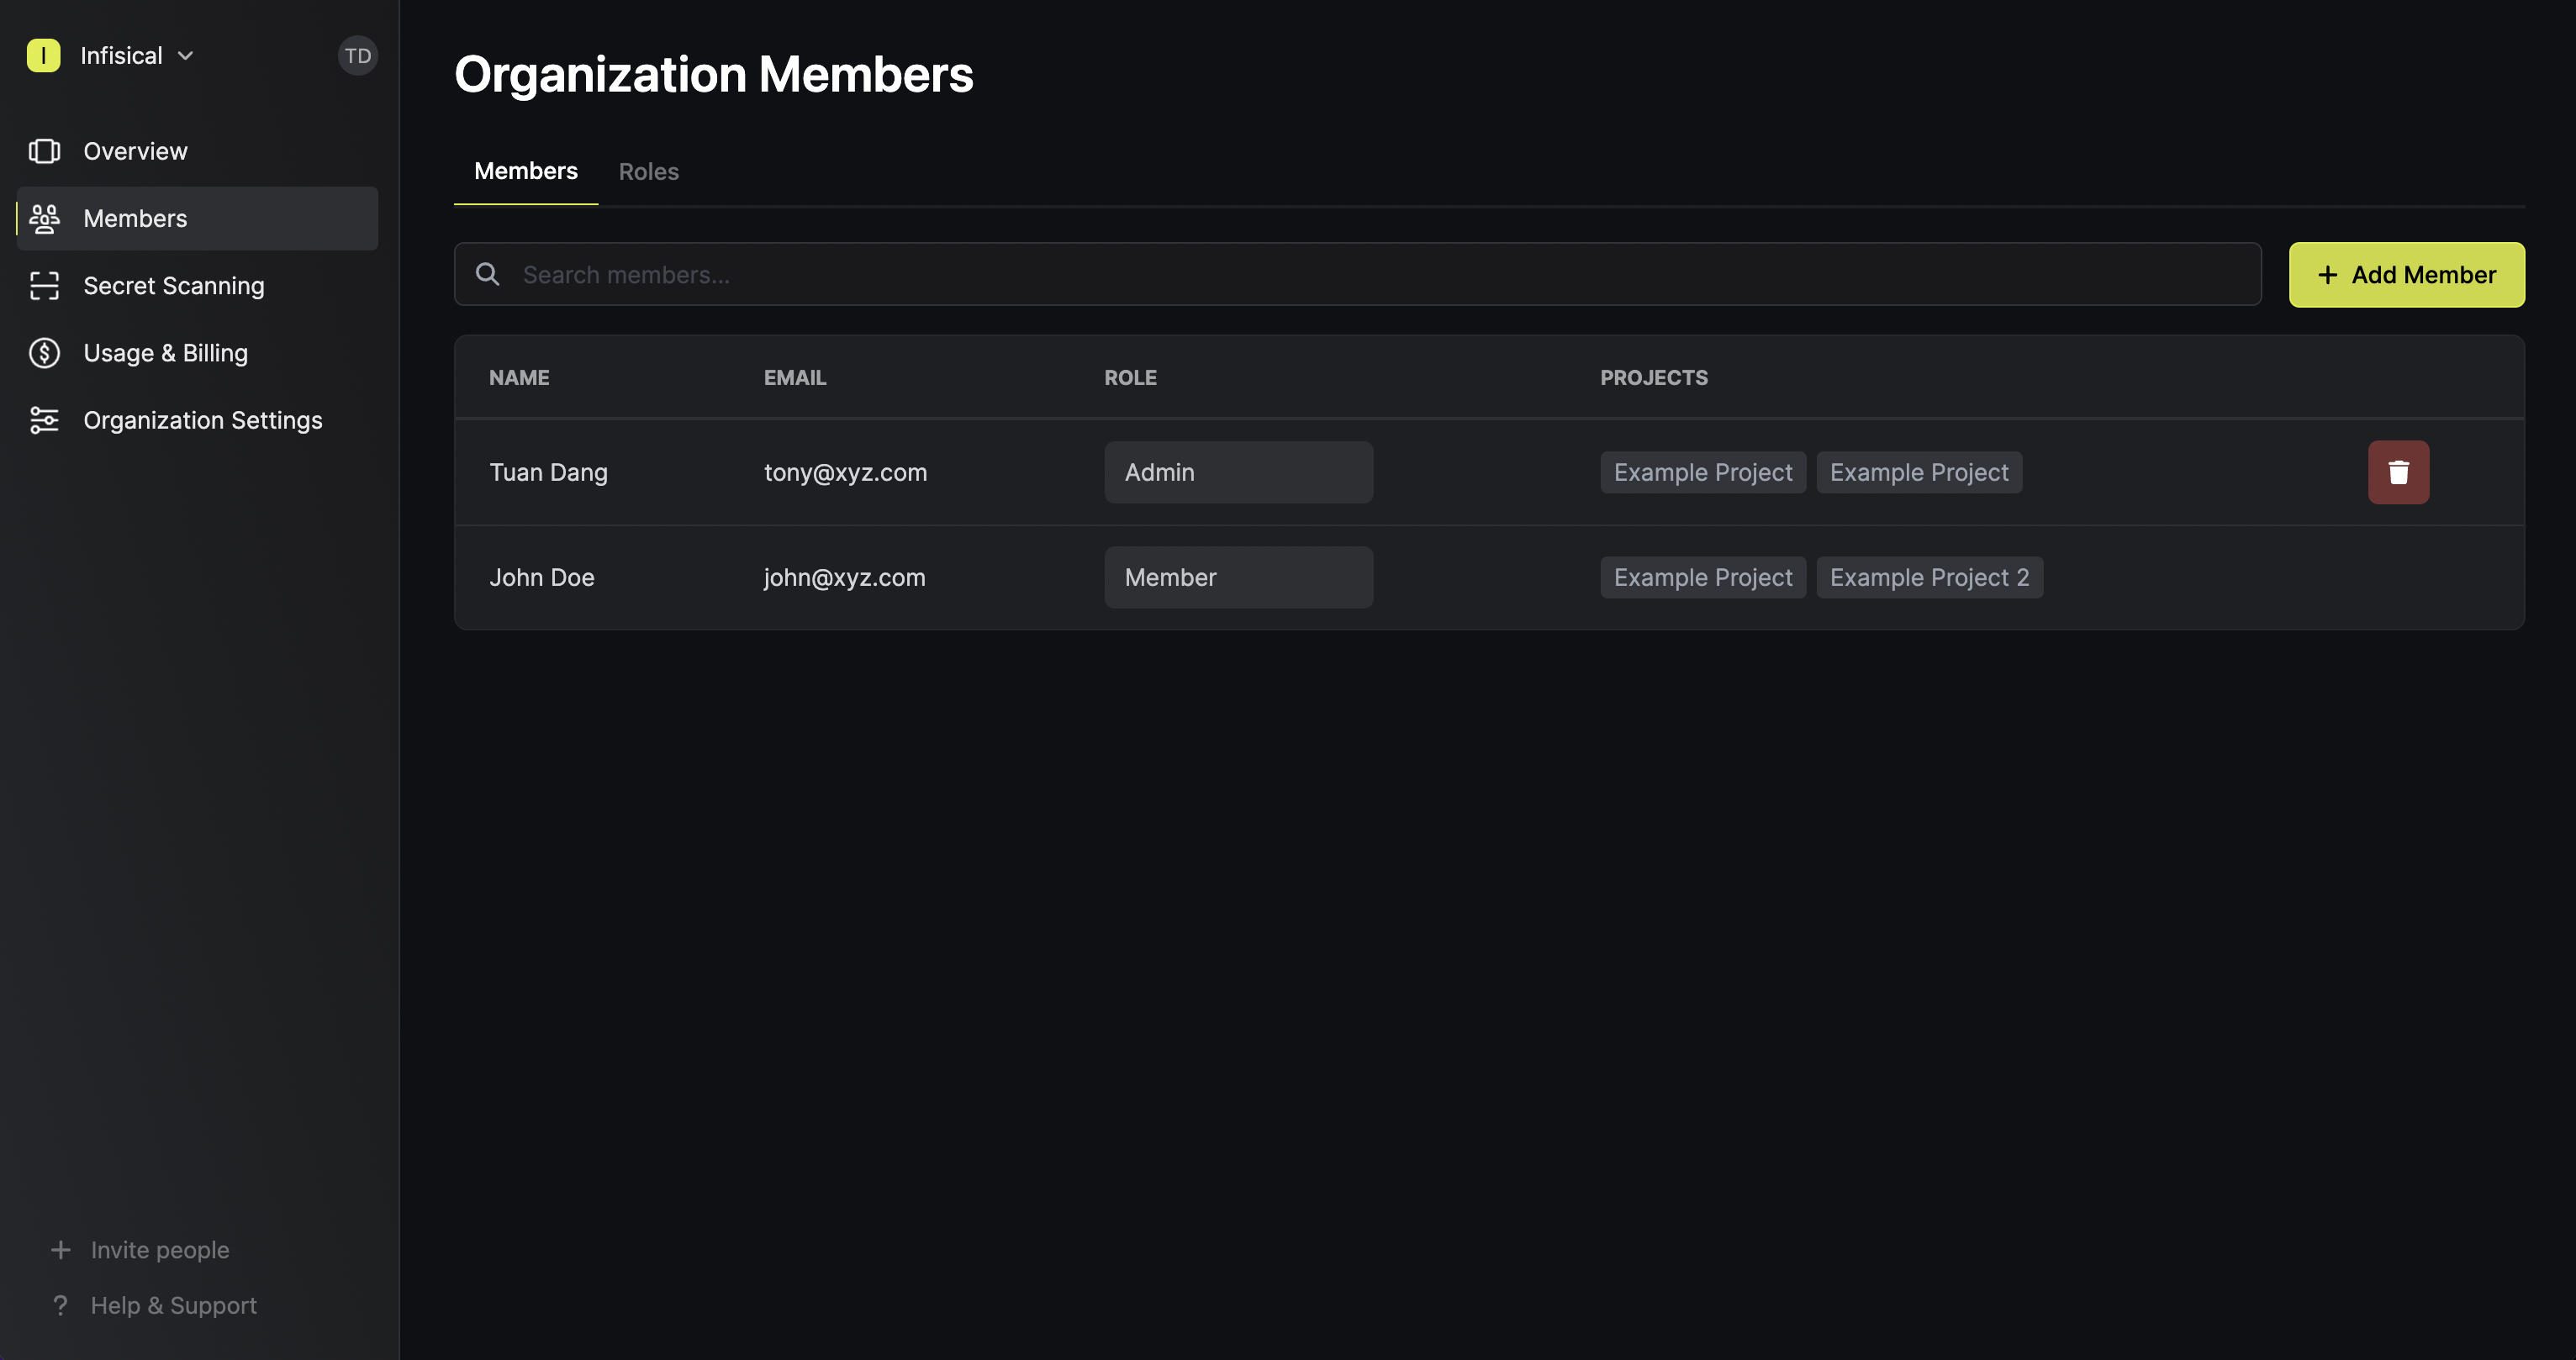 I Infisical TD
Overview
Members
Secret Scanning
Usage & Billing
Organization Settings
+ Invite people
? Help & Support
Organization Members
Members Roles
Search members...
+ Add Member
NAME EMAIL ROLE PROJECTS
Tuan Dang tony@xyz.com Admin Example Project Example Project
John Doe john@xyz.com Member Example Project Example Project 2